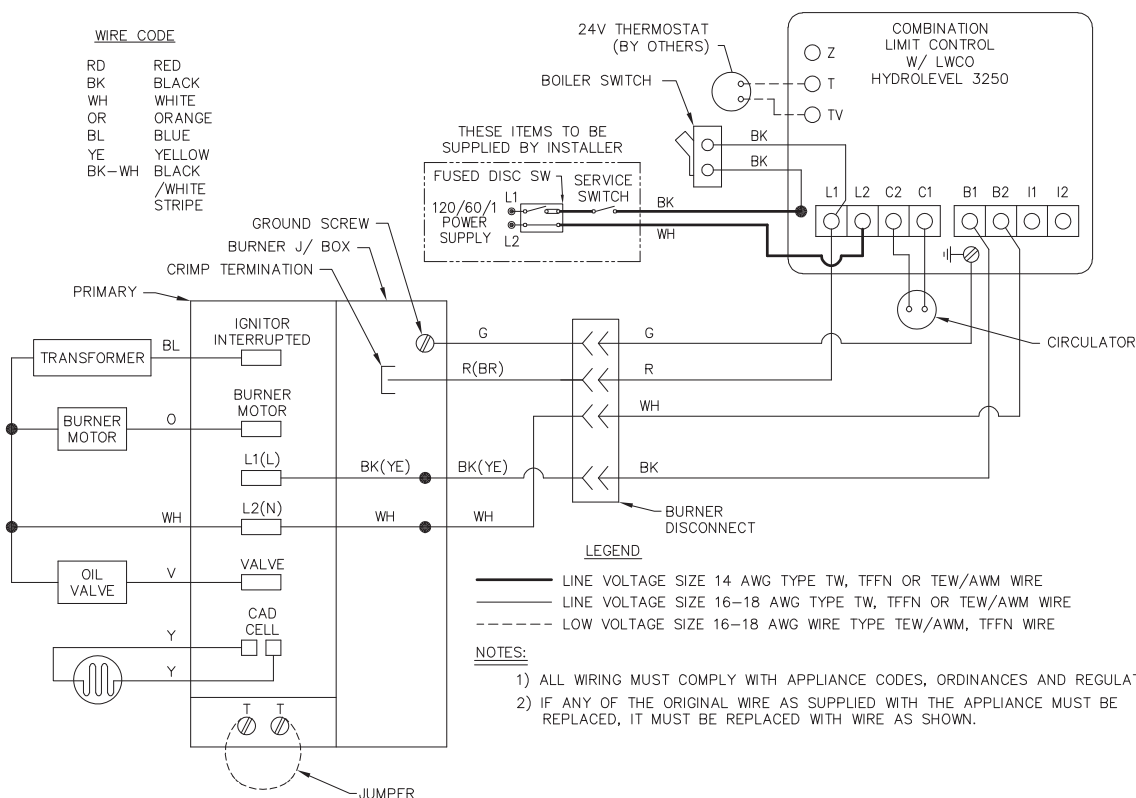 WIRE CODE
RD RED
BK BLACK
WH WHITE
OR ORANGE
BL BLUE
YE YELLOW
BK-WH BLACK
/WHITE
STRIPE
24V THERMOSTAT
(BY OTHERS)
BOILER SWITCH
COMBINATION
LIMIT CONTROL
W/ LWCO
HYDROLEVEL 3250
Z
T
TV
THESE ITEMS TO BE
SUPPLIED BY INSTALLER
FUSED DISC SW
SERVICE
SWITCH
L1
120/60/1
POWER
SUPPLY
L2
BK
BK
BK
WH
L1 L2 C2 C1 B1 B2 I1 I2
GROUND SCREW
BURNER J/ BOX
CRIMP TERMINATION
PRIMARY
CIRCULATOR
IGNITOR
INTERRUPTED
TRANSFORMER
BL
G
G
R(BR)
R
BURNER
MOTOR
BURNER
MOTOR
O
WH
L1(L)
BK(YE)
BK(YE)
BK
L2(N)
WH
WH
WH
BURNER
DISCONNECT
OIL
VALVE
V
VALVE
CAD
CELL
Y
Y
T T
JUMPER
LEGEND
LINE VOLTAGE SIZE 14 AWG TYPE TW, TFFN OR TEW/AWM WIRE
LINE VOLTAGE SIZE 16-18 AWG TYPE TW, TFFN OR TEW/AWM WIRE
LOW VOLTAGE SIZE 16-18 AWG WIRE TYPE TEW/AWM, TFFN WIRE
NOTES:
1) ALL WIRING MUST COMPLY WITH APPLIANCE CODES, ORDINANCES AND REGULAT
2) IF ANY OF THE ORIGINAL WIRE AS SUPPLIED WITH THE APPLIANCE MUST BE
REPLACED, IT MUST BE REPLACED WITH WIRE AS SHOWN.